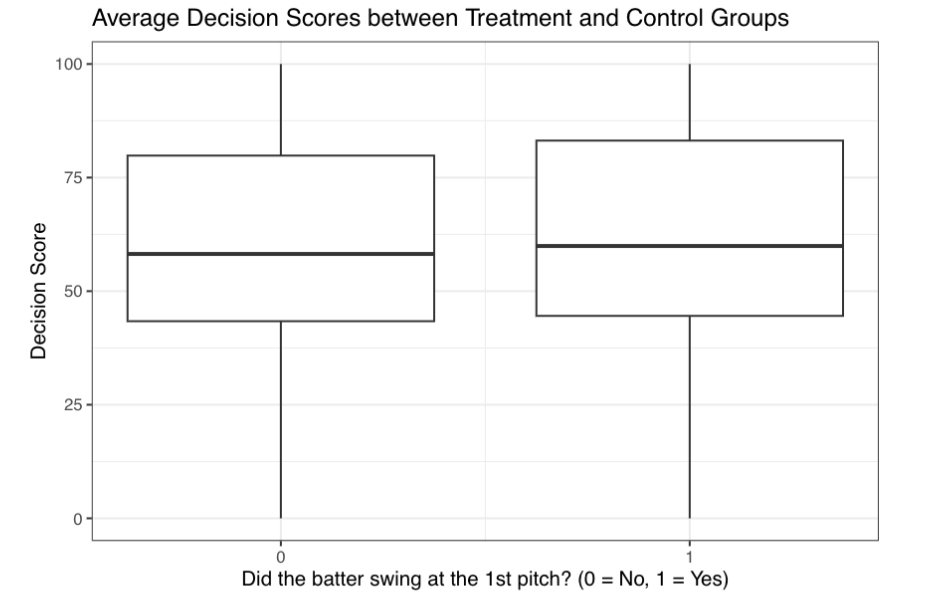 Average Decision Scores between Treatment and Control Groups
100
75
50
25
0
Decision Score
0 1
Did the batter swing at the 1st pitch? (0 = No, 1 = Yes)